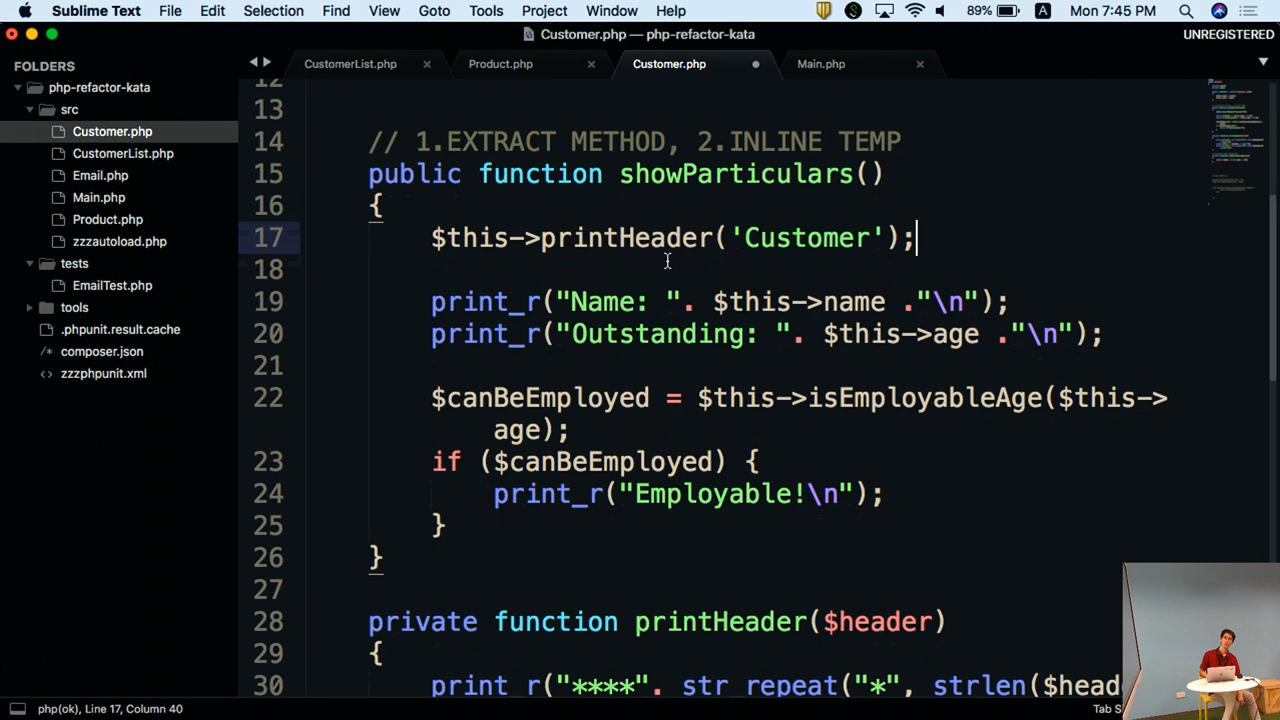 Sublime Text File Edit Selection Find View Goto Tools Project Window Help 89% A Mon 7:45 PM
Customer.php — php-refactor-kata UNREGISTERED
FOLDERS
php-refactor-kata
src
Customer.php
CustomerList.php
Email.php
Main.php
Product.php
zzzautoload.php
tests
EmailTest.php
tools
.phpunit.result.cache
/* composer.json
<> zzzphpunit.xml
CustomerList.php × Product.php × Customer.php Main.php ×
12
13
14 // 1.EXTRACT METHOD, 2.INLINE TEMP
15 public function showParticulars()
16 {
17 $this->printHeader('Customer');
18
19 print_r("Name: ". $this->name ."\n");
20 print_r("Outstanding: ". $this->age ."\n");
21
22 $canBeEmployed = $this->isEmployableAge($this->
age);
23 if ($canBeEmployed) {
24 print_r("Employable!\n");
25 }
26 }
27
28 private function printHeader($header)
29 {
30 print_r("****". str_repeat("*", strlen($head
php(ok), Line 17, Column 40 Tab S